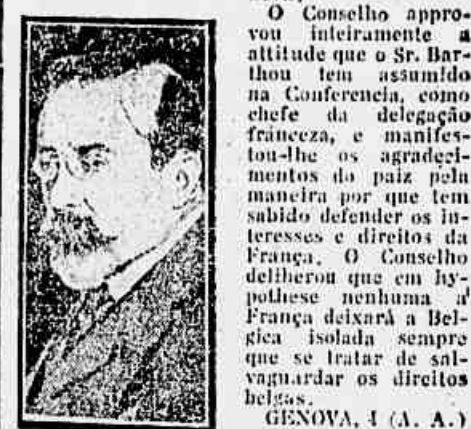 O Conselho appro-
vou inteiramente a
attitude que o Sr. Bar-
thou tem assumido
na Conferencia, como
chefe da delegação
franceza, e manifes-
tou-lhe os agradeci-
mentos do paiz pela
maneira por que tem
sabido defender os in-
teresses e direitos da
França. O Conselho
deliberou que em hy-
pothese nenhuma a
França deixará a Bel-
gica isolada sempre
que se tratar de sal-
vaguardar os direitos
belgas.
GENOVA, 4 (A. A.)